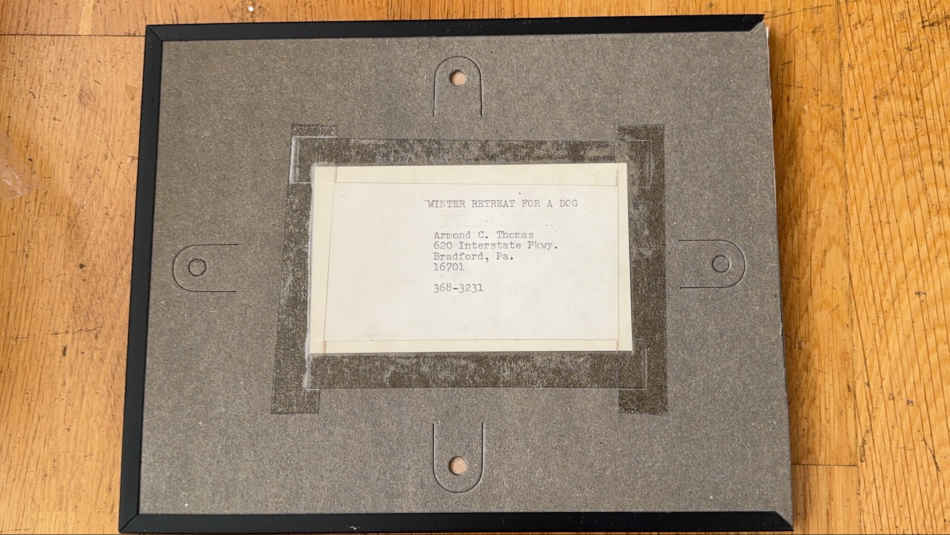 WINTER RETREAT FOR A DOG
Armond C. Thomas
620 Interstate Pkwy.
Bradford, Pa.
16701
368-3231